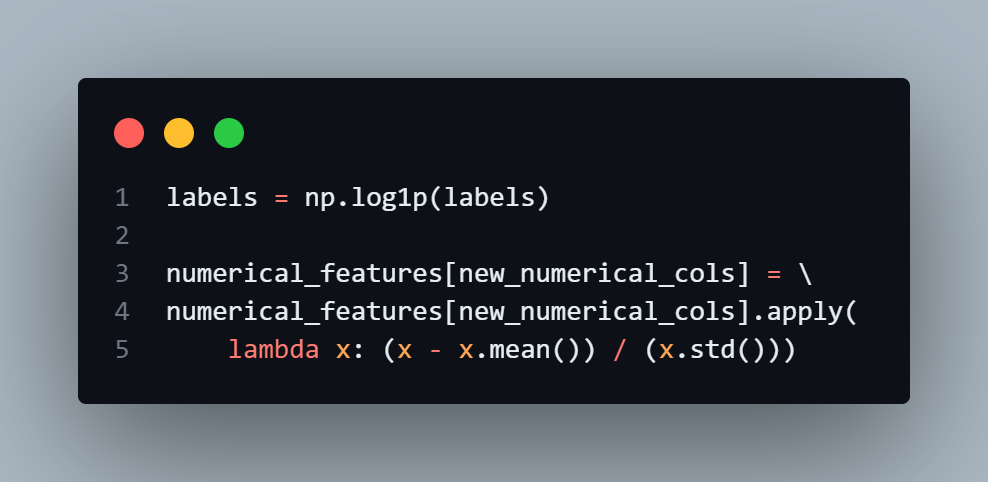 1 labels = np.log1p(labels)
2
3 numerical_features[new_numerical_cols] = \
4 numerical_features[new_numerical_cols].apply(
5     lambda x: (x - x.mean()) / (x.std()))